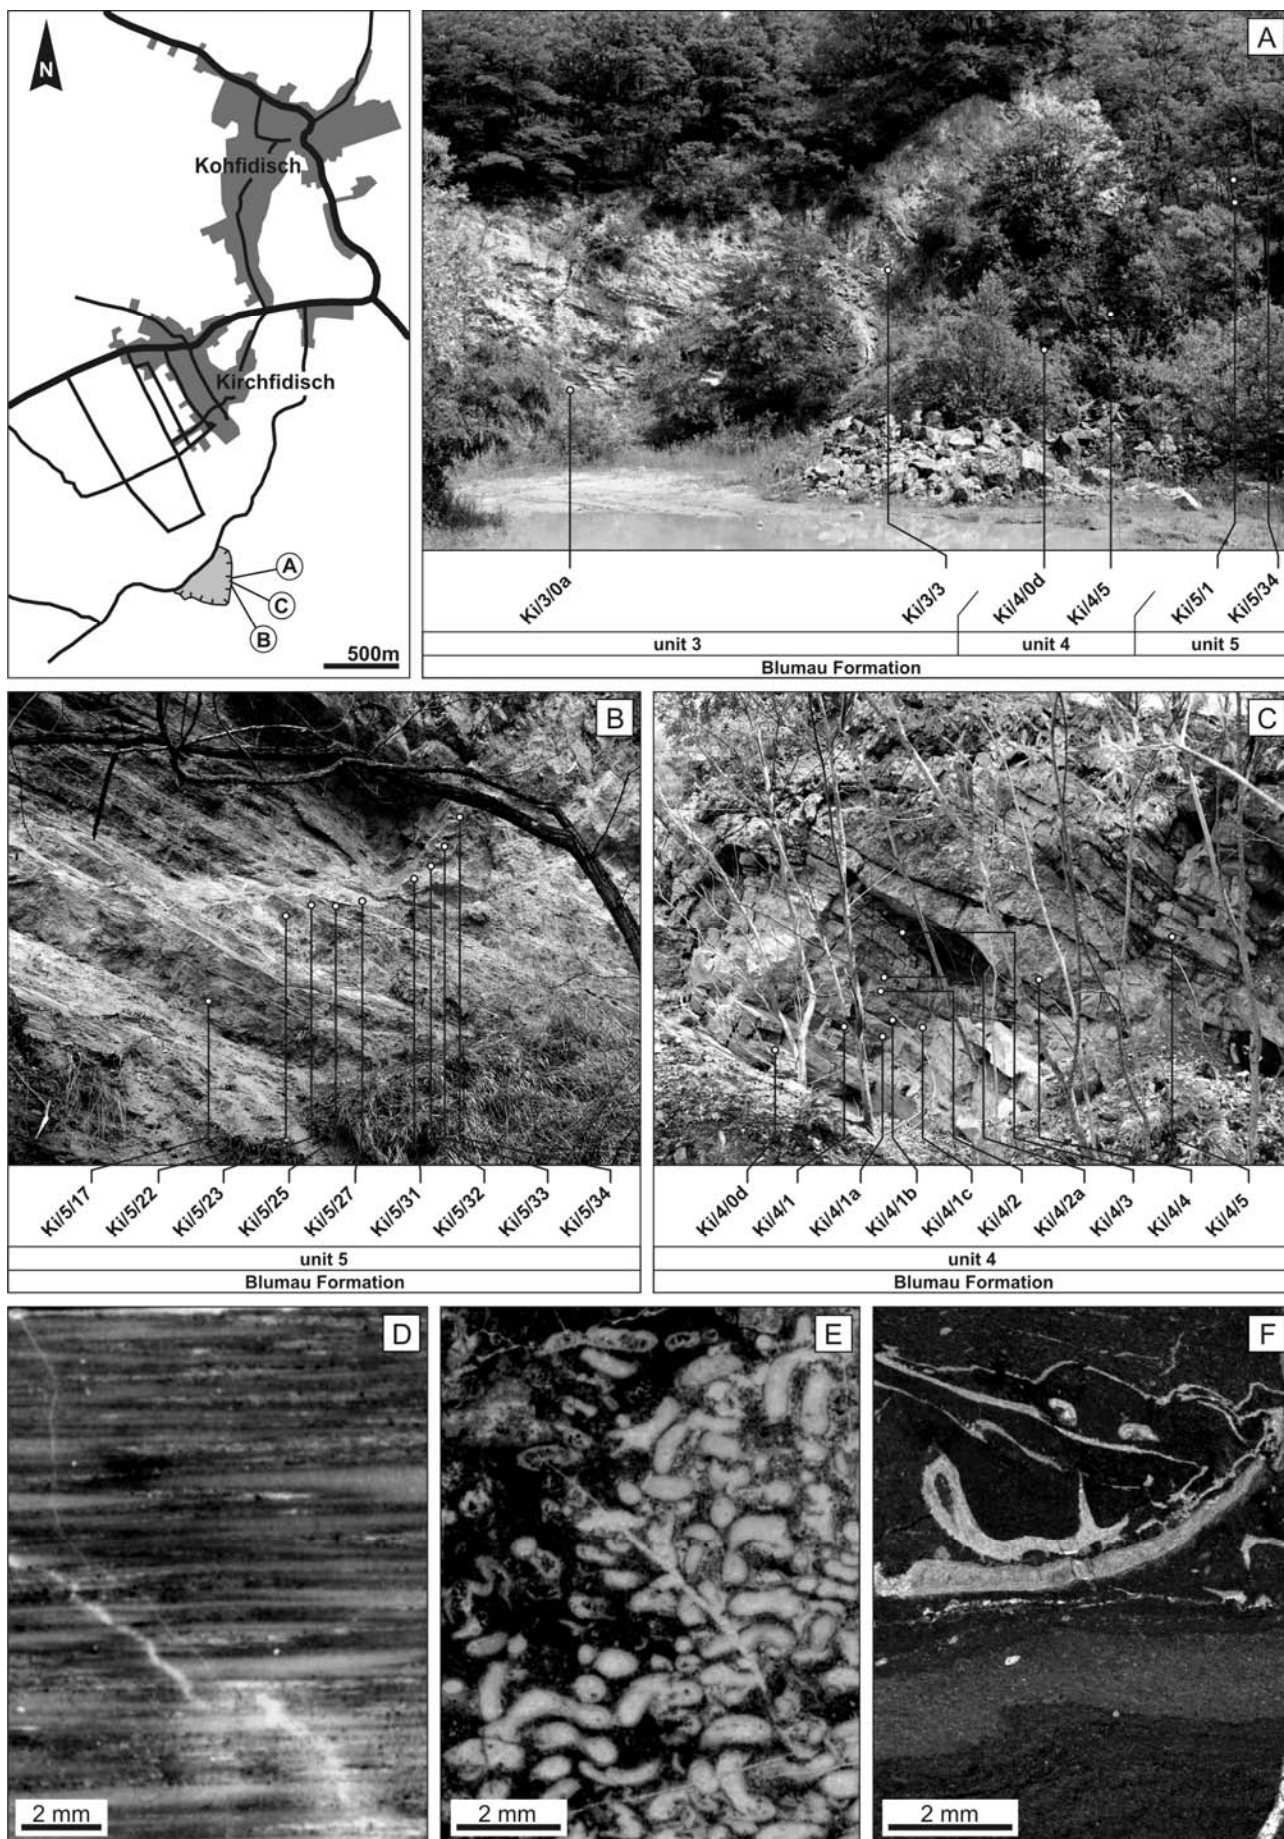 N
Kohfidisch
Kirchfidisch
A
C
B
500m
A
Ki/3/0a
Ki/3/3
Ki/4/0d
Ki/4/5
Ki/5/1
Ki/5/34
unit 3
unit 4
unit 5
Blumau Formation
B
Ki/5/17
Ki/5/22
Ki/5/23
Ki/5/25
Ki/5/27
Ki/5/31
Ki/5/32
Ki/5/33
Ki/5/34
unit 5
Blumau Formation
C
Ki/4/0d
Ki/4/1
Ki/4/1a
Ki/4/1b
Ki/4/1c
Ki/4/2
Ki/4/2a
Ki/4/3
Ki/4/4
Ki/4/5
unit 4
Blumau Formation
D
2 mm
E
2 mm
F
2 mm